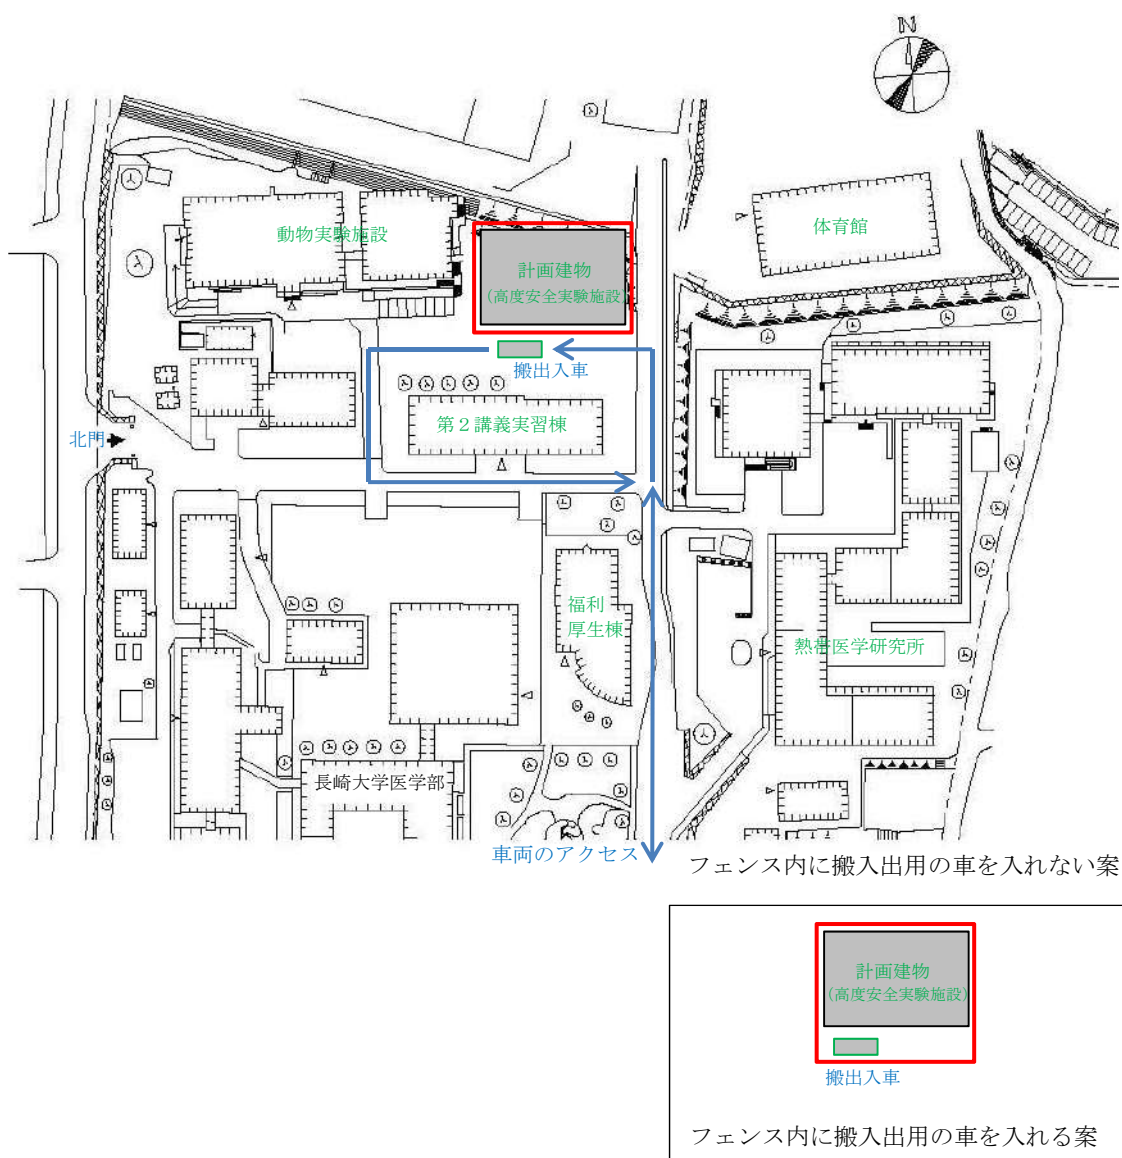 N
動物実験施設
体育館
計画建物
(高度安全実験施設)
搬出入車
第2講義実習棟
北門
福利
厚生棟
熱帯医学研究所
長崎大学医学部
車両のアクセス
フェンス内に搬入出用の車を入れない案
計画建物
(高度安全実験施設)
搬出入車
フェンス内に搬入出用の車を入れる案